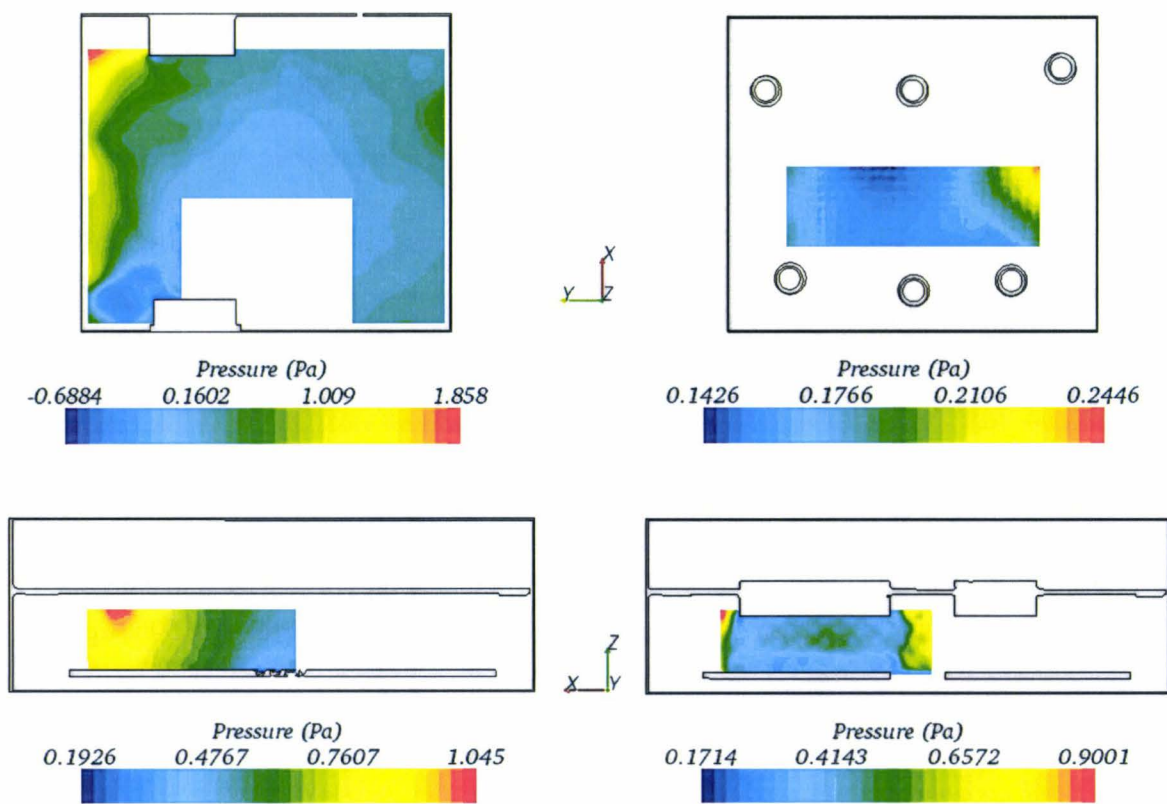 X
Y
Z
Pressure (Pa)
-0.6884 0.1602 1.009 1.858
Pressure (Pa)
0.1426 0.1766 0.2106 0.2446
Z
X
Y
Pressure (Pa)
0.1926 0.4767 0.7607 1.045
Pressure (Pa)
0.1714 0.4143 0.6572 0.9001